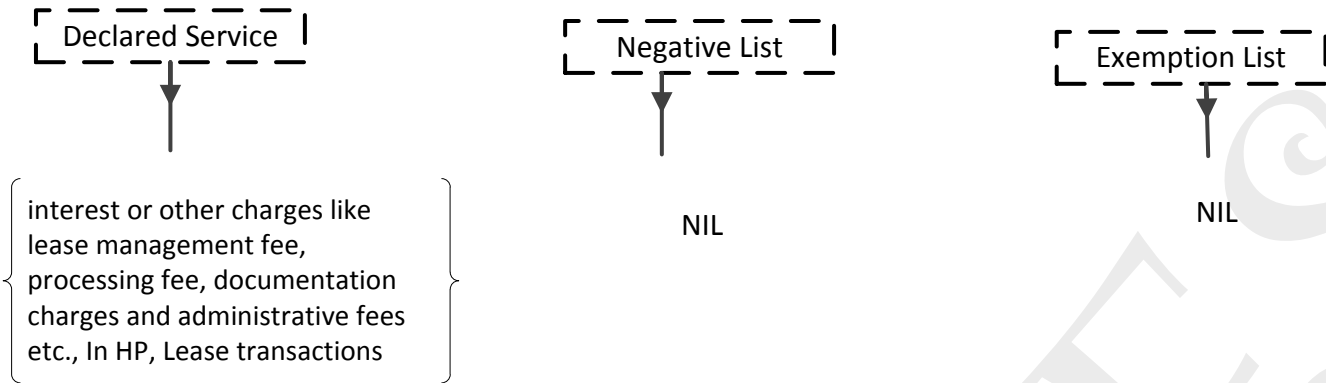 Declared Service
Negative List
Exemption List
interest or other charges like
lease management fee,
processing fee, documentation
charges and administrative fees
etc., In HP, Lease transactions
NIL
NIL